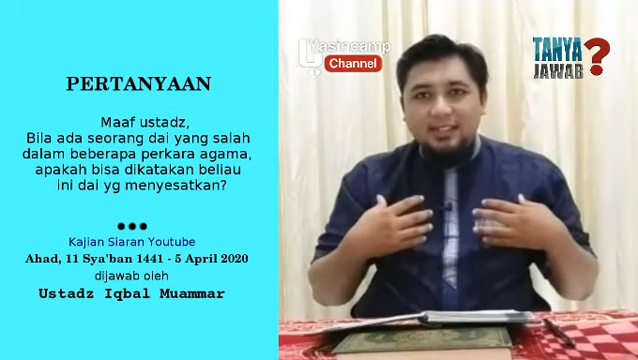 PERTANYAAN
Maaf ustadz,
Bila ada seorang dai yang salah
dalam beberapa perkara agama,
apakah bisa dikatakan beliau
ini dai yg menyesatkan?
Kajian Siaran Youtube
Ahad, 11 Sya'ban 1441 - 5 April 2020
dijawab oleh
Ustadz Iqbal Muammar
Yasincamp
Channel
TANYA
JAWAB?